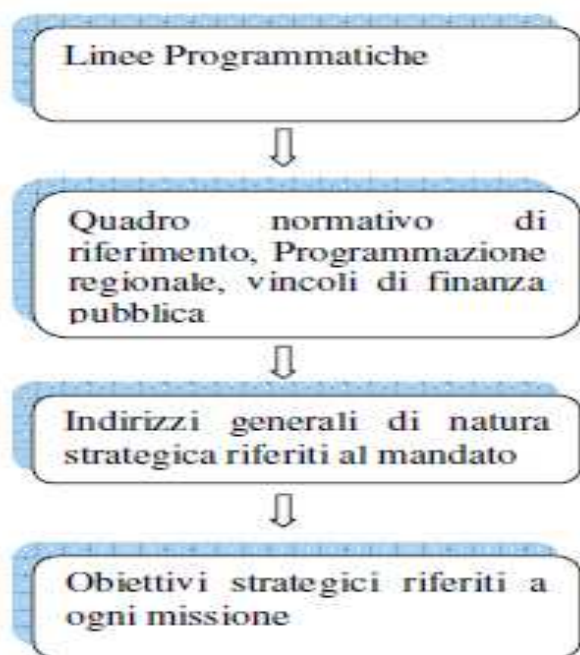 Linee Programmatiche
Quadro normativo di
riferimento, Programmazione
regionale, vincoli di finanza
pubblica
Indirizzi generali di natura
strategica riferiti al mandato
Obiettivi strategici riferiti a
ogni missione